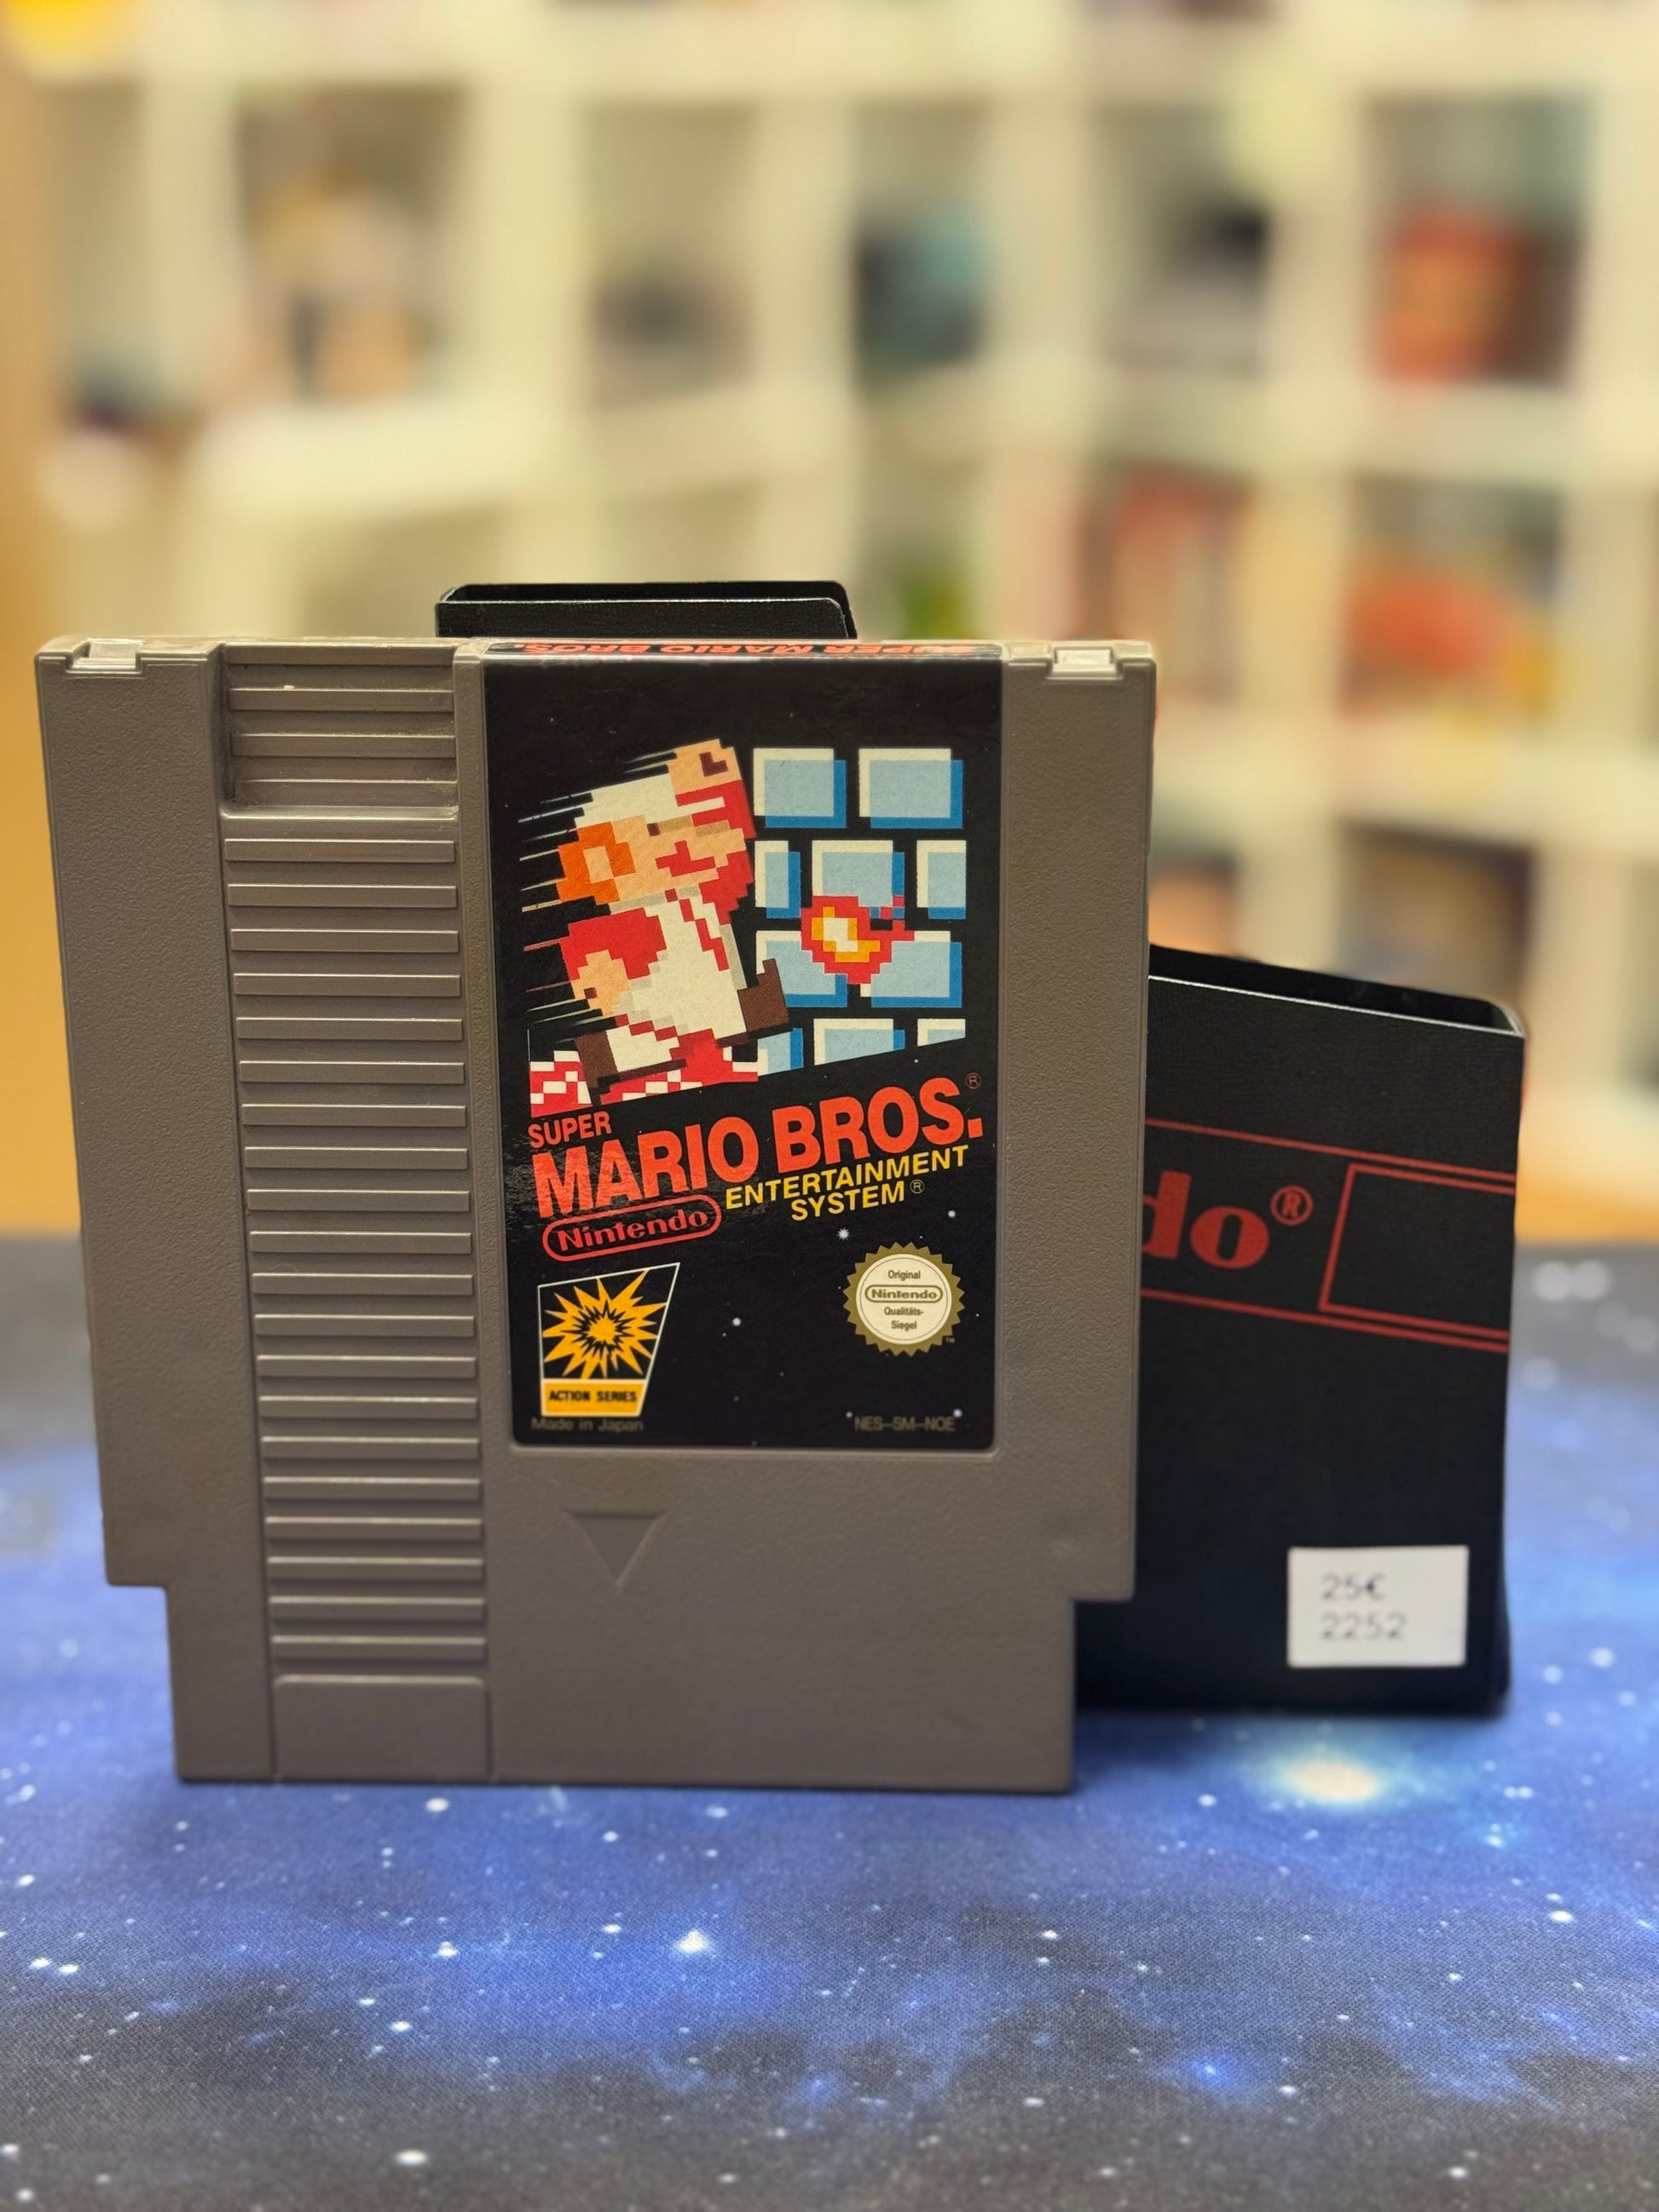 SUPER MARIO BROS.
SUPER
MARIO BROS.®
ENTERTAINMENT
SYSTEM®
Nintendo
Original
Nintendo
Qualitäts-
Siegel
TM
ACTION SERIES
Made in Japan
NES-SM-NOE
do®
25€
2252